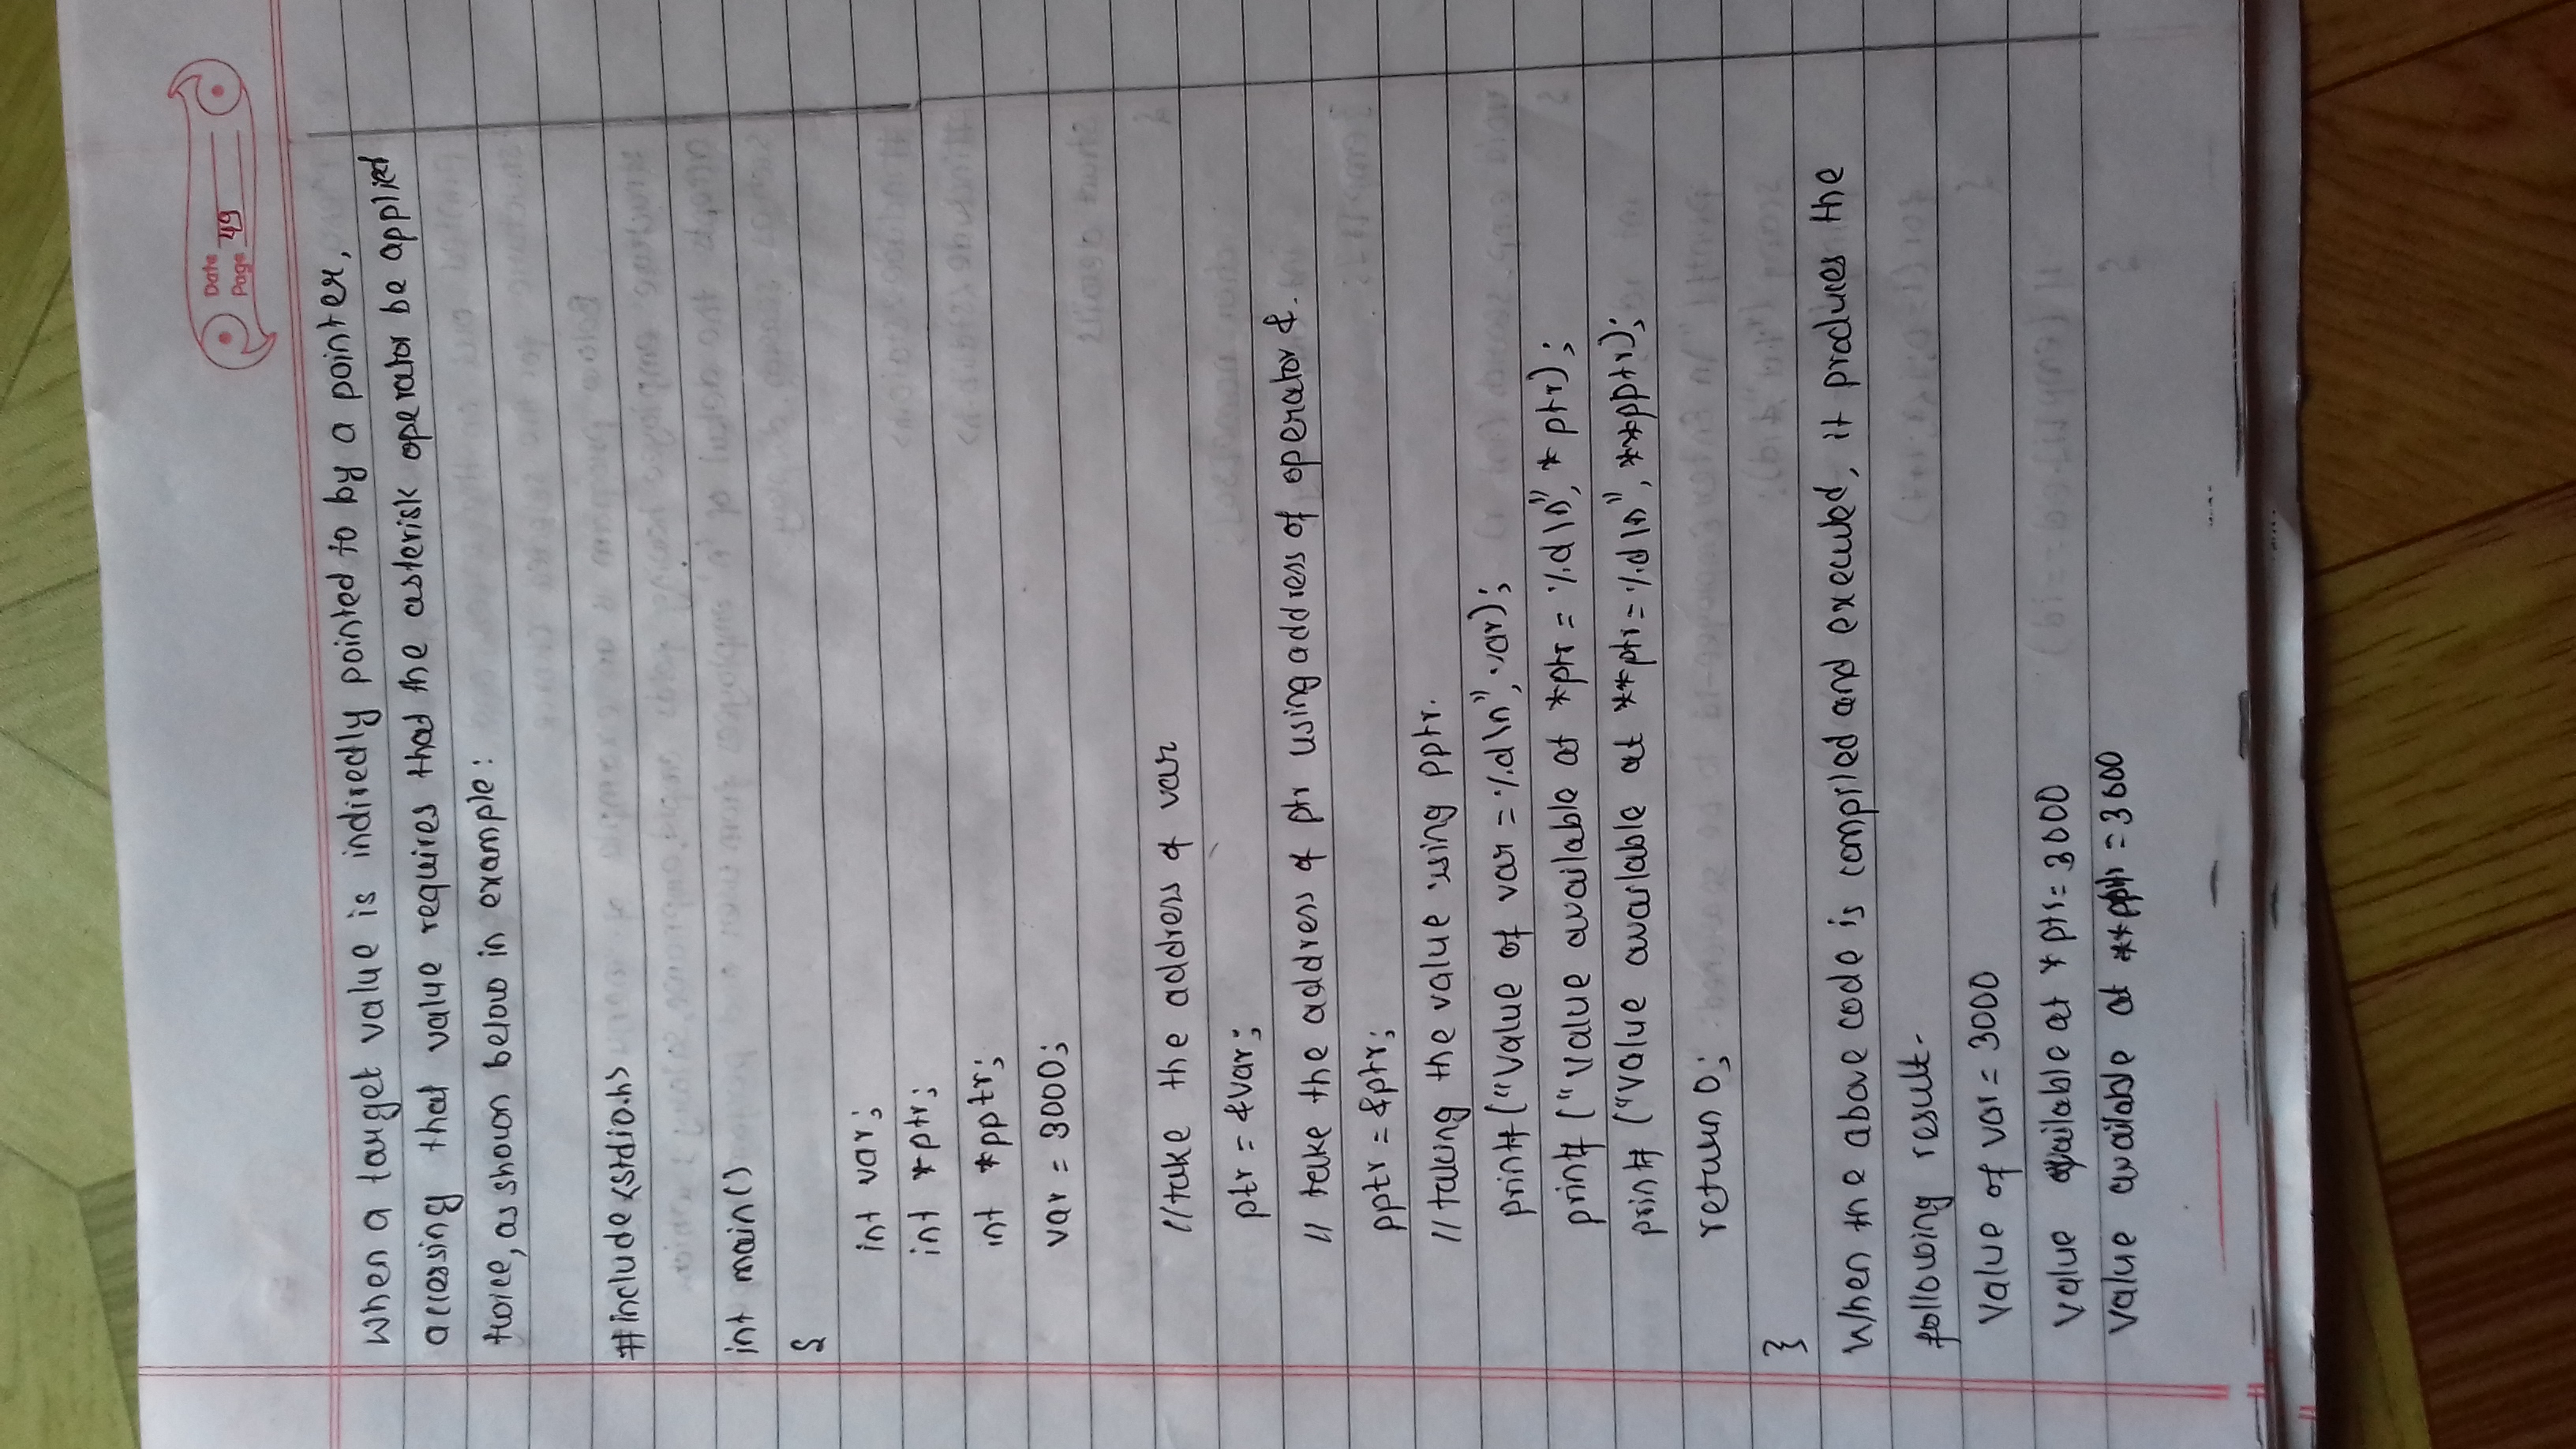 Date
Page 49
When a target value is indirectly pointed to by a pointer,
accessing that value requires that the asterisk operator be applied
twice, as shown below in example:
#include <stdio.h>
int main()
{
int var;
int *ptr;
int *pptr;
var = 3000;
//take the address of var
ptr = &var;
// take the address of ptr using address of operator &.
pptr = &ptr;
//taking the value using pptr.
printf ("Value of var = %d\n", var);
printf ("Value available at *ptr = %d\n", * ptr);
printf ("Value available at **ptr = %d\n", **pptr);
return 0;
}
When the above code is compiled and executed, it produces the
following result-
Value of var = 3000
Value available at * ptr = 3000
Value available at **pptr = 3000